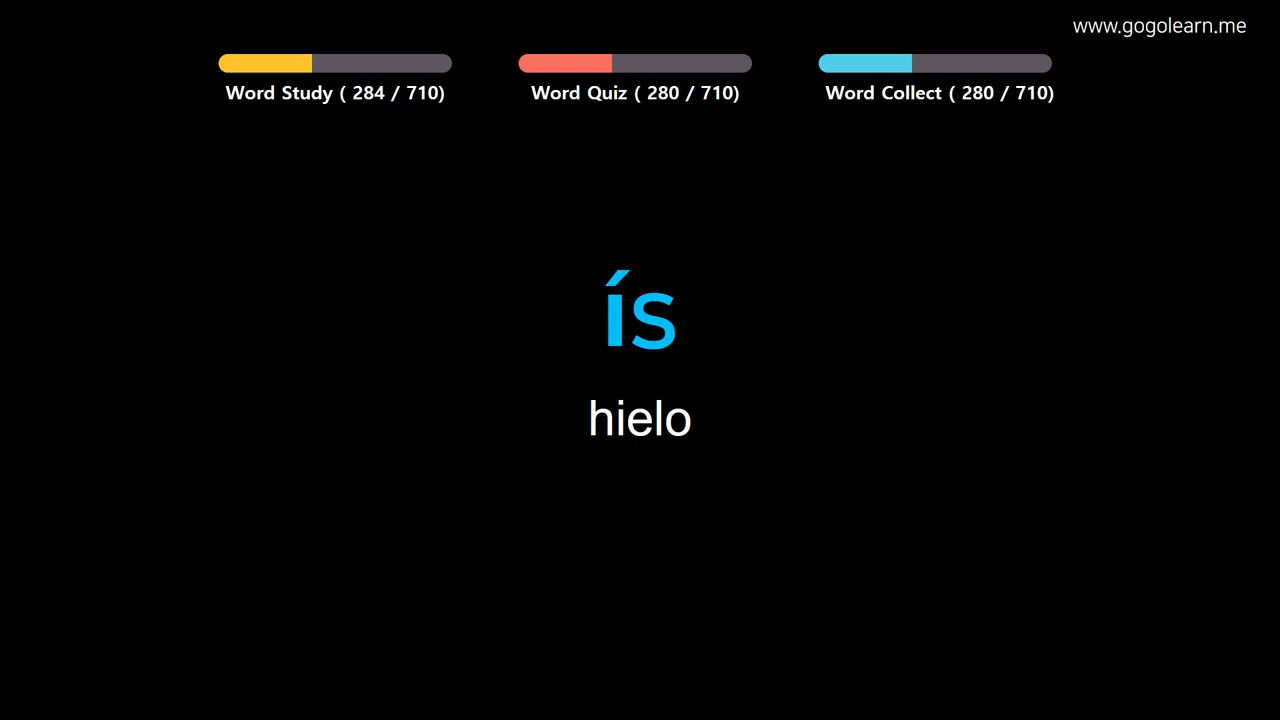 www.gogolearn.me
Word Study ( 284 / 710)
Word Quiz ( 280 / 710)
Word Collect ( 280 / 710)
ís
hielo